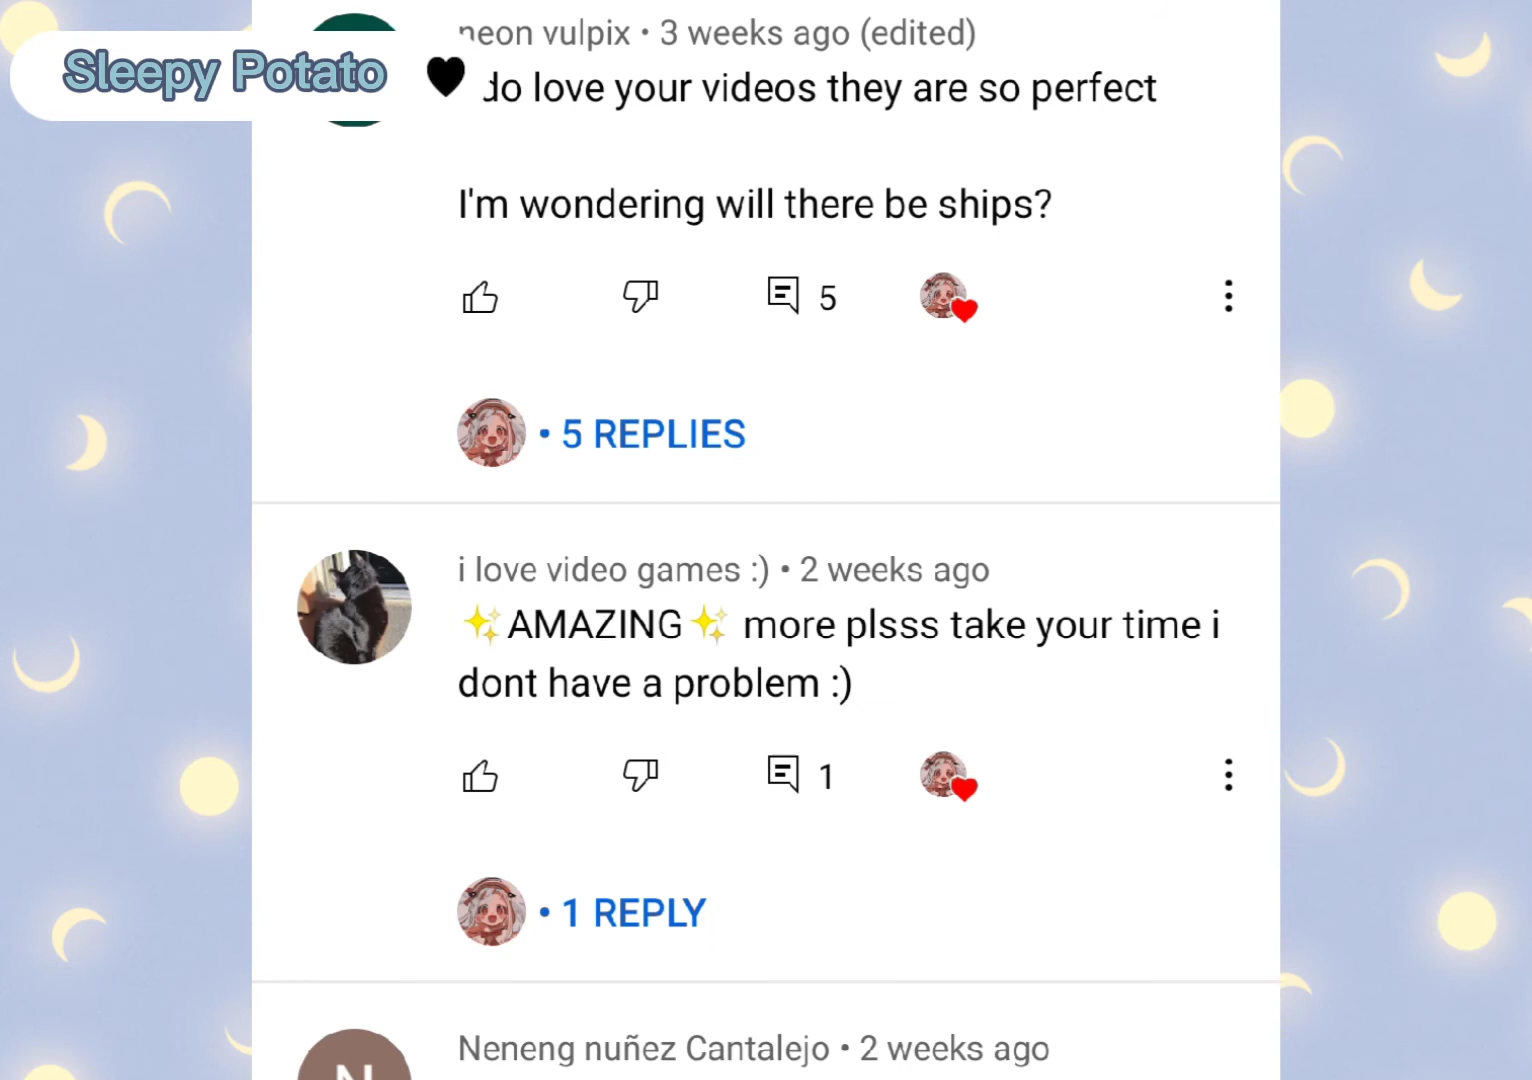 Sleepy Potato
neon vulpix • 3 weeks ago (edited)
do love your videos they are so perfect
I'm wondering will there be ships?
5
• 5 REPLIES
i love video games :) • 2 weeks ago
✨AMAZING✨ more plsss take your time i
dont have a problem :)
1
• 1 REPLY
Neneng nuñez Cantalejo • 2 weeks ago
N